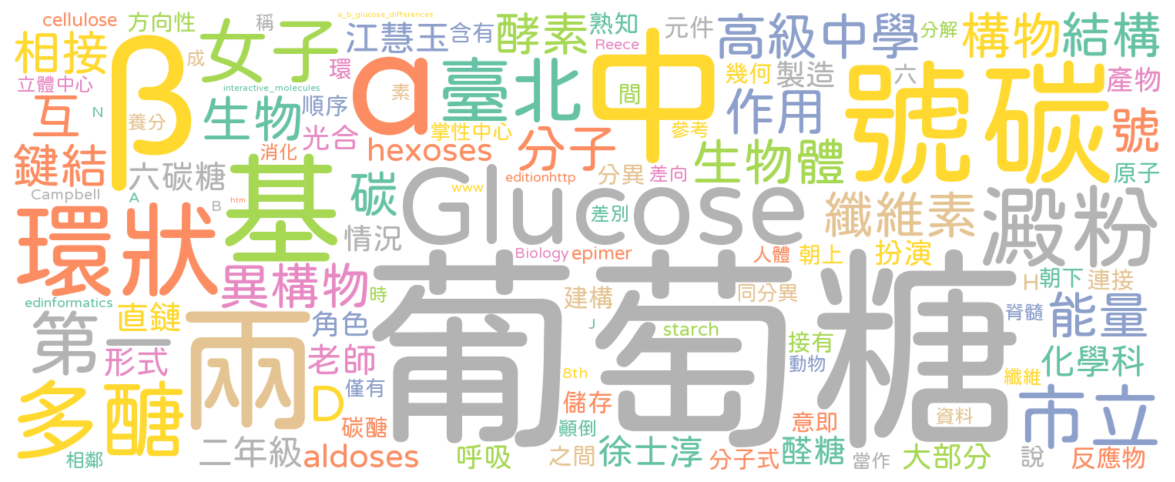 cellulose 方向性 稱 a_b_glucose_differences 江慧玉 含有 酵素 熟知 元件 高級中學 分解 構物 結構
相接 β 成 女子 環 α 臺北 Reece 中 幾何 製造 六 號碳 產物
立體中心 interactive_molecules 素 間 作用
互 N 養分 生物 順序 光合 掌性中心 參考 號
鍵結 消化 hexoses 分子 生物體 原子
Campbell A 六碳糖 B 基 htm 碳 www editionhttp 分異 差向
環狀 情況 Glucose 差別 纖維素 澱粉
異構物 Biology epimer 人體 朝上 扮演 H 朝下 連接
edinformatics 時 葡萄糖 建構 同分異 脊髓 能量
第一 直鏈 兩 角色 J starch
形式 老師 接有 動物 化學科
多醣 D 僅有 8th 儲存 纖維 市立
碳醣 顛倒 意即 資料
相鄰 二年級 aldoses 呼吸 之間 徐士淳 分子式 醛糖 當作 大部分 說 反應物